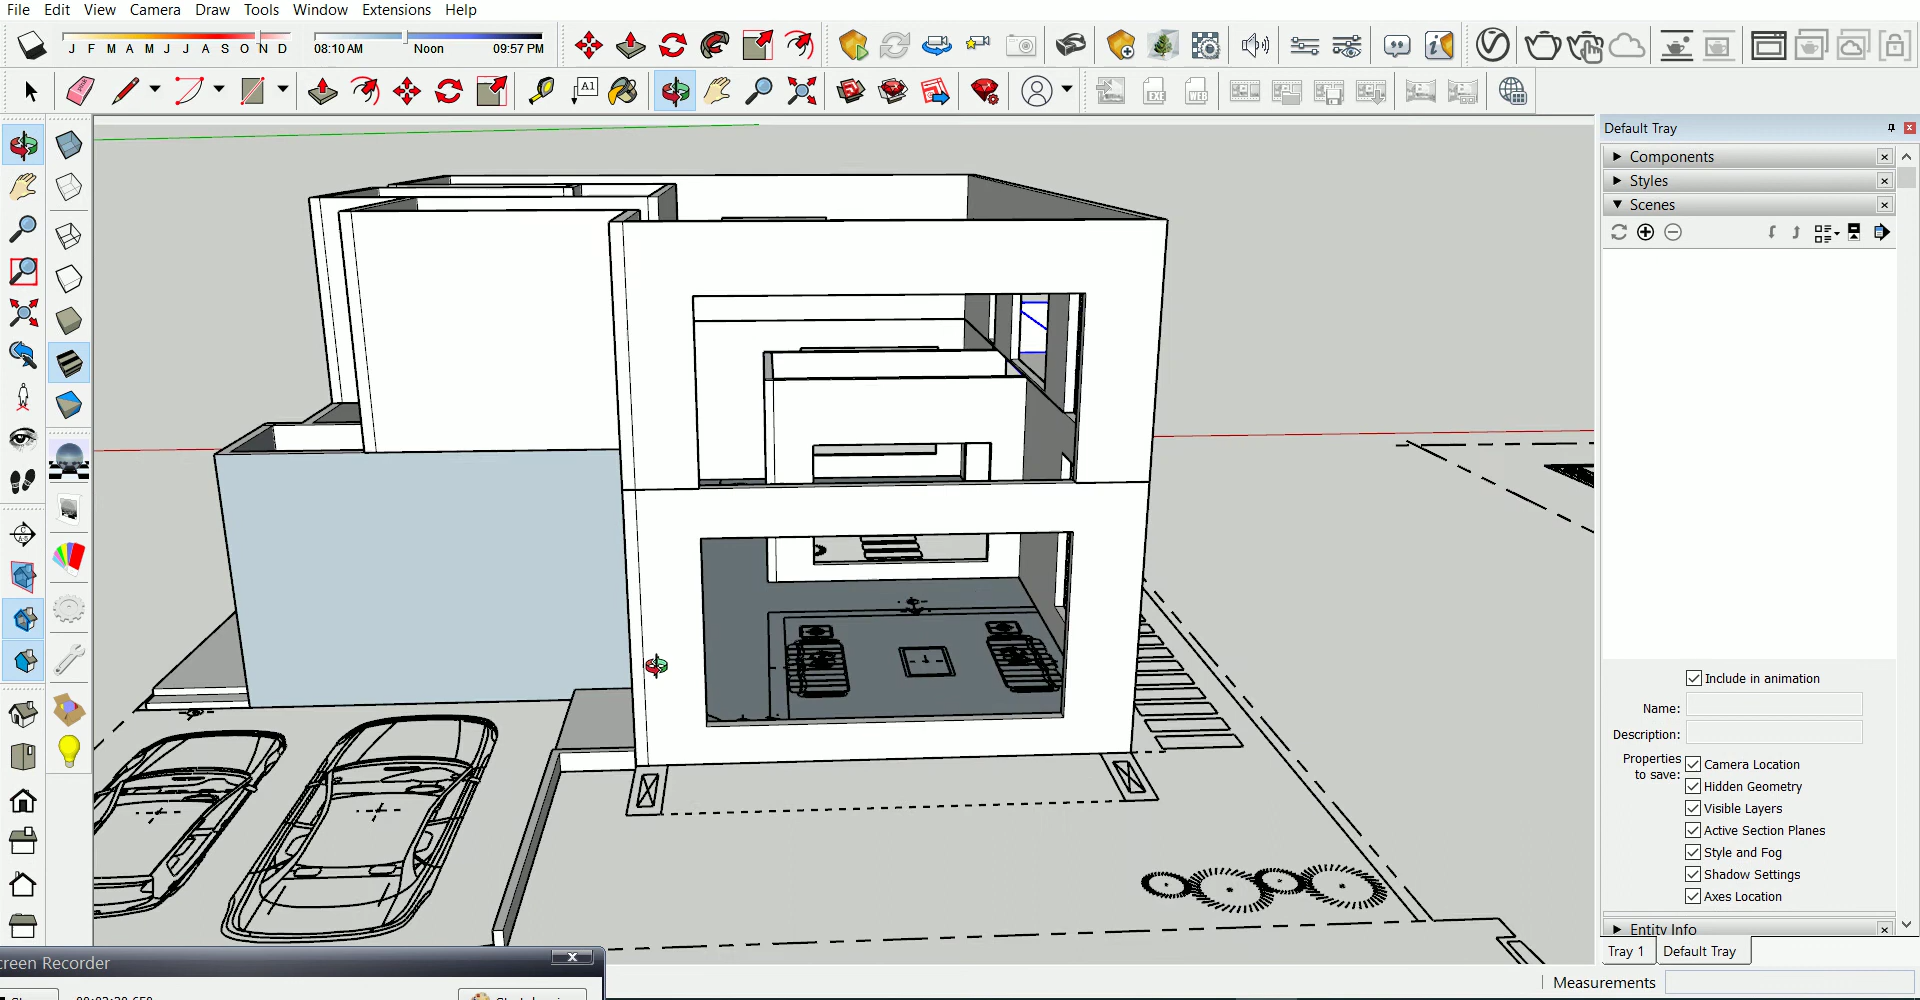 File Edit View Camera Draw Tools Window Extensions Help
J F M A M J J A S O N D
08:10 AM Noon 09:57 PM
A1
Default Tray
Components
Styles
Scenes
Include in animation
Name:
Description:
Properties to save:
Camera Location
Hidden Geometry
Visible Layers
Active Section Planes
Style and Fog
Shadow Settings
Axes Location
Entity Info
Tray 1 Default Tray
Measurements
creen Recorder